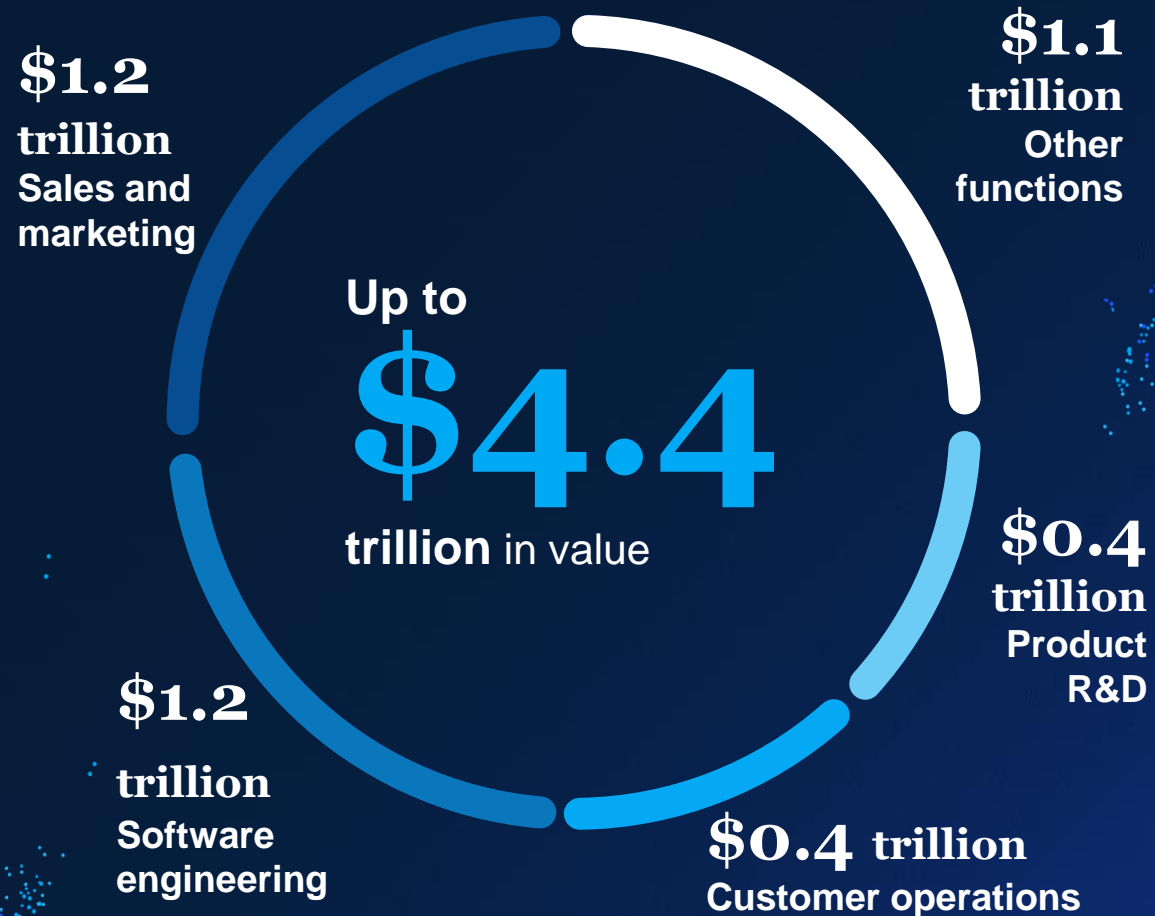 $1.2
trillion
Sales and
marketing
$1.1
trillion
Other
functions
Up to
$4.4
trillion in value
$0.4
trillion
Product
R&D
$1.2
trillion
Software
engineering
$0.4 trillion
Customer operations